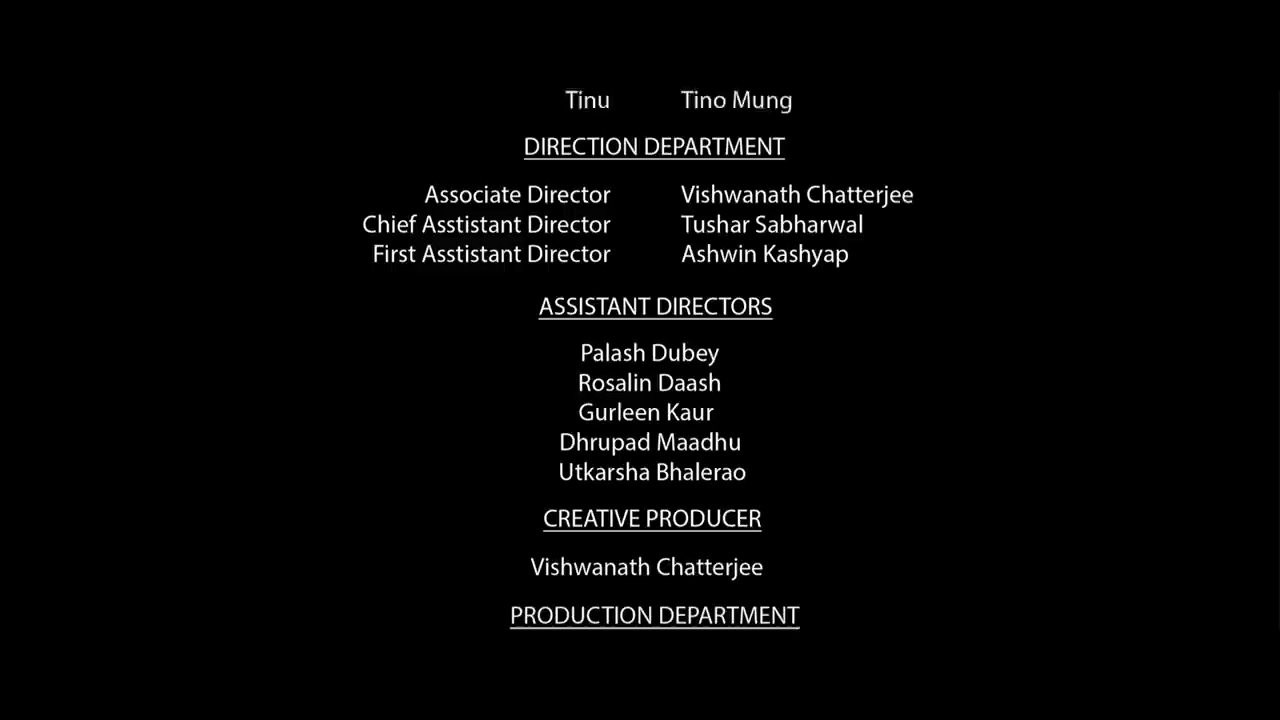 Tinu Tino Mung
DIRECTION DEPARTMENT
Associate Director Vishwanath Chatterjee
Chief Asstistant Director Tushar Sabharwal
First Asstistant Director Ashwin Kashyap
ASSISTANT DIRECTORS
Palash Dubey
Rosalin Daash
Gurleen Kaur
Dhrupad Maadhu
Utkarsha Bhalerao
CREATIVE PRODUCER
Vishwanath Chatterjee
PRODUCTION DEPARTMENT